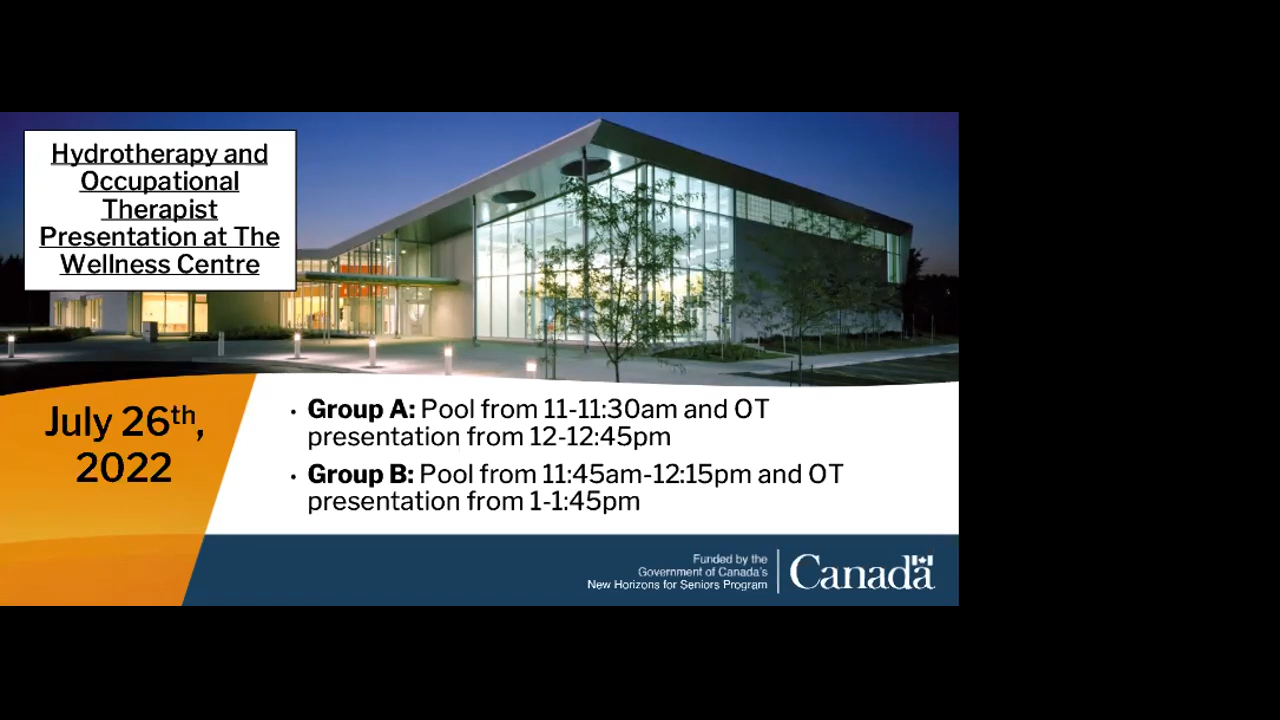 Hydrotherapy and
Occupational
Therapist
Presentation at The
Wellness Centre
July 26th,
2022
• Group A: Pool from 11-11:30am and OT
presentation from 12-12:45pm
• Group B: Pool from 11:45am-12:15pm and OT
presentation from 1-1:45pm
Funded by the
Government of Canada's
New Horizons for Seniors Program
Canada